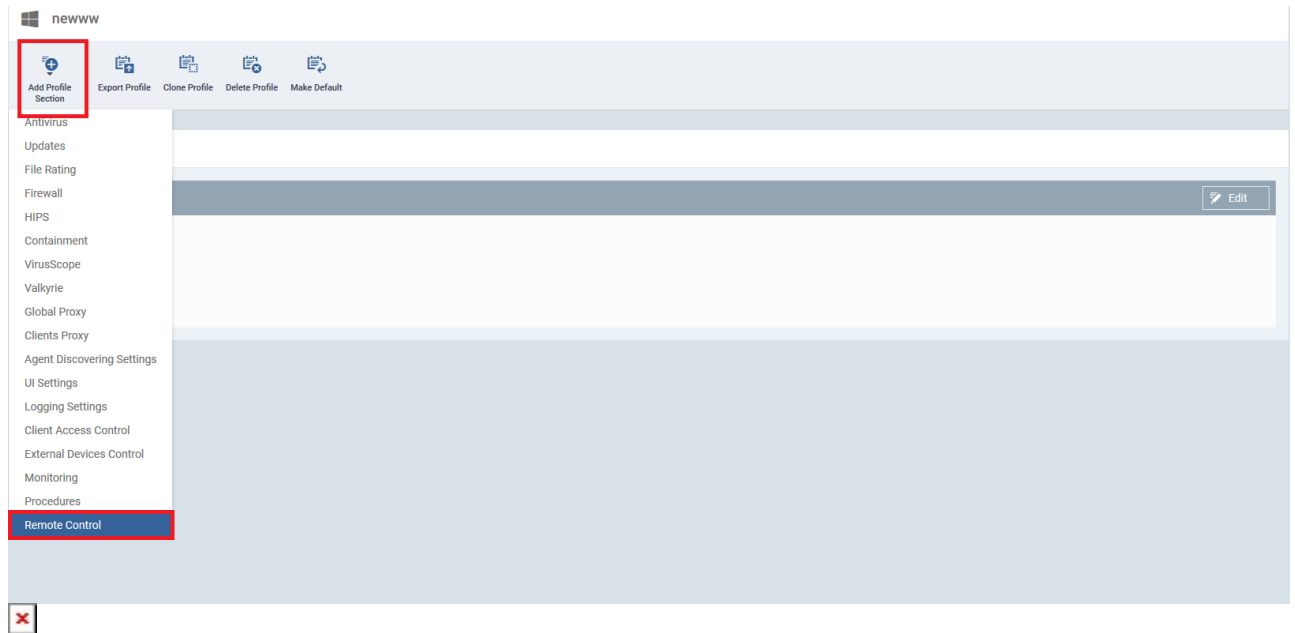 newww
Add Profile
Section
Export Profile
Clone Profile
Delete Profile
Make Default
Antivirus
Updates
File Rating
Firewall
HIPS
Containment
VirusScope
Valkyrie
Global Proxy
Clients Proxy
Agent Discovering Settings
UI Settings
Logging Settings
Client Access Control
External Devices Control
Monitoring
Procedures
Remote Control
Edit